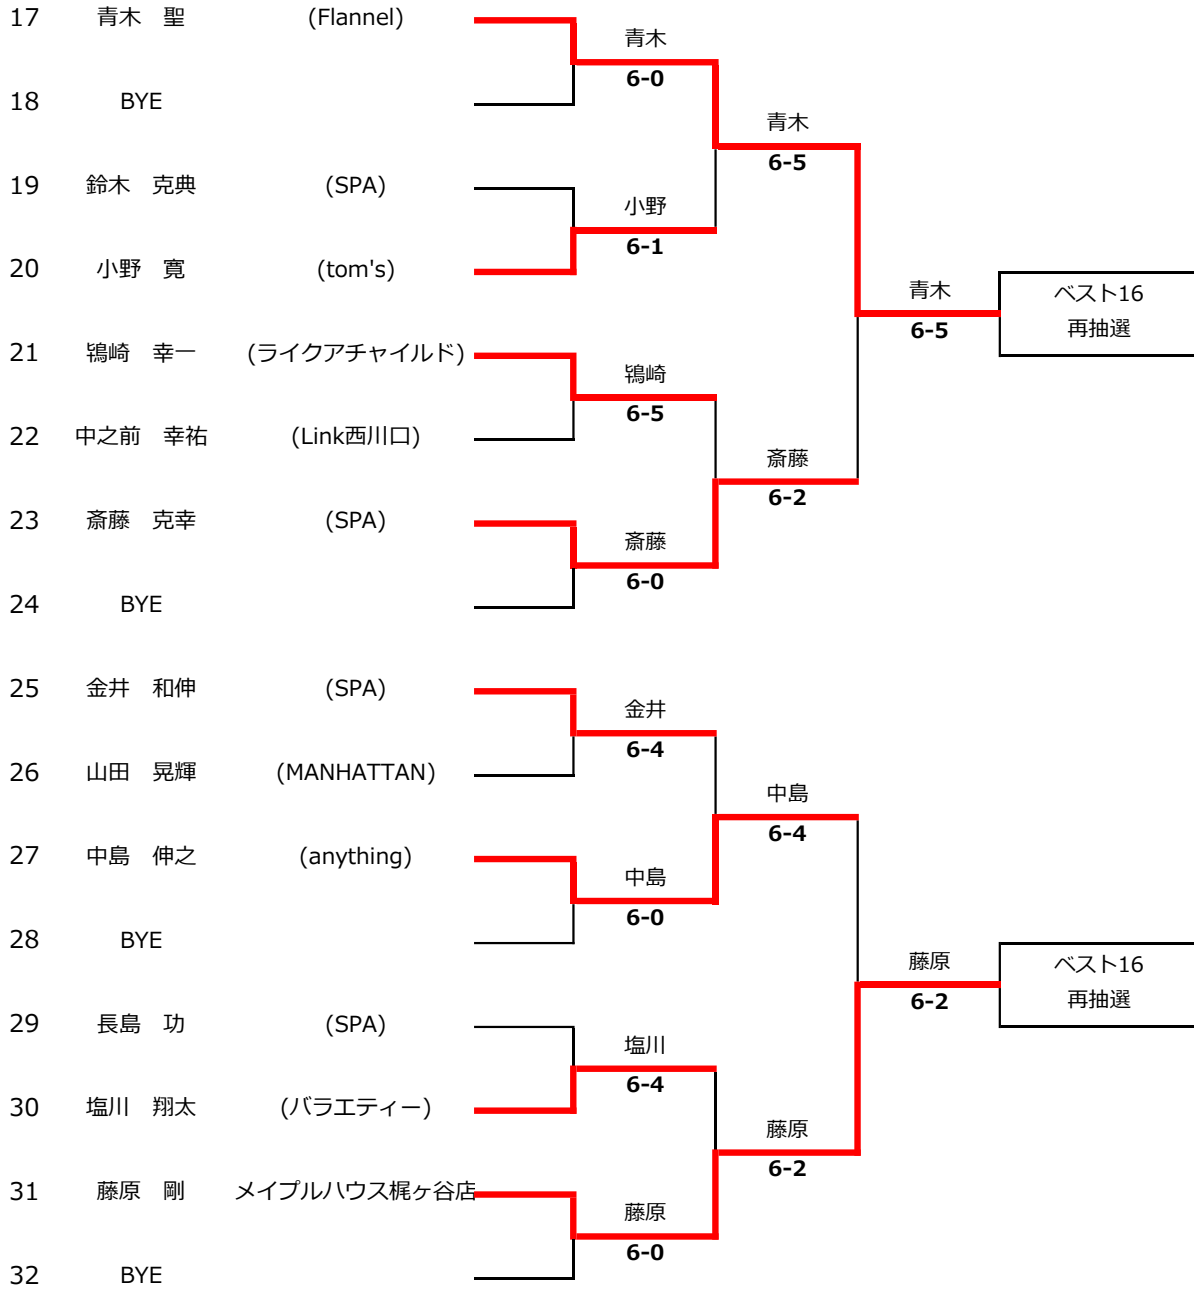 17 青木　聖 (Flannel)
青木
6-0
18 BYE
青木
6-5
19 鈴木　克典 (SPA)
小野
6-1
20 小野　寛 (tom's)
青木
6-5
ベスト16
再抽選
21 鴇崎　幸一 (ライクアチャイルド)
鴇崎
6-5
22 中之前　幸祐 (Link西川口)
斎藤
6-2
23 斎藤　克幸 (SPA)
斎藤
6-0
24 BYE
25 金井　和伸 (SPA)
金井
6-4
26 山田　晃輝 (MANHATTAN)
中島
6-4
27 中島　伸之 (anything)
中島
6-0
28 BYE
藤原
6-2
ベスト16
再抽選
29 長島　功 (SPA)
塩川
6-4
30 塩川　翔太 (バラエティー)
藤原
6-2
31 藤原　剛 メイプルハウス梶ヶ谷店
藤原
6-0
32 BYE